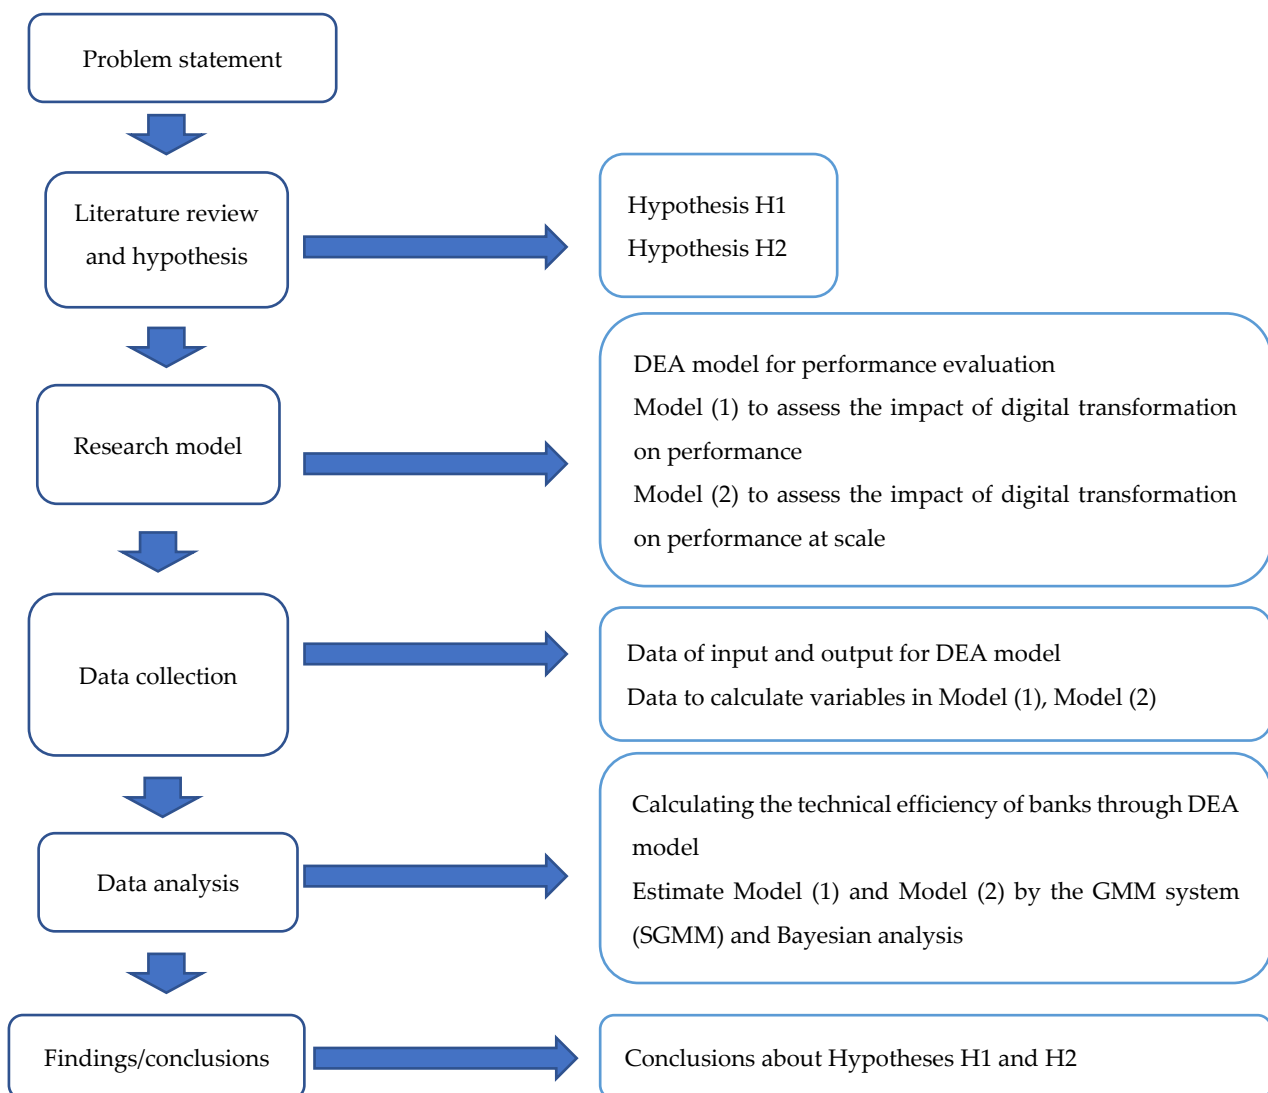 Problem statement
Literature review
and hypothesis
Hypothesis H1
Hypothesis H2
Research model
DEA model for performance evaluation
Model (1) to assess the impact of digital transformation
on performance
Model (2) to assess the impact of digital transformation
on performance at scale
Data collection
Data of input and output for DEA model
Data to calculate variables in Model (1), Model (2)
Data analysis
Calculating the technical efficiency of banks through DEA
model
Estimate Model (1) and Model (2) by the GMM system
(SGMM) and Bayesian analysis
Findings/conclusions
Conclusions about Hypotheses H1 and H2